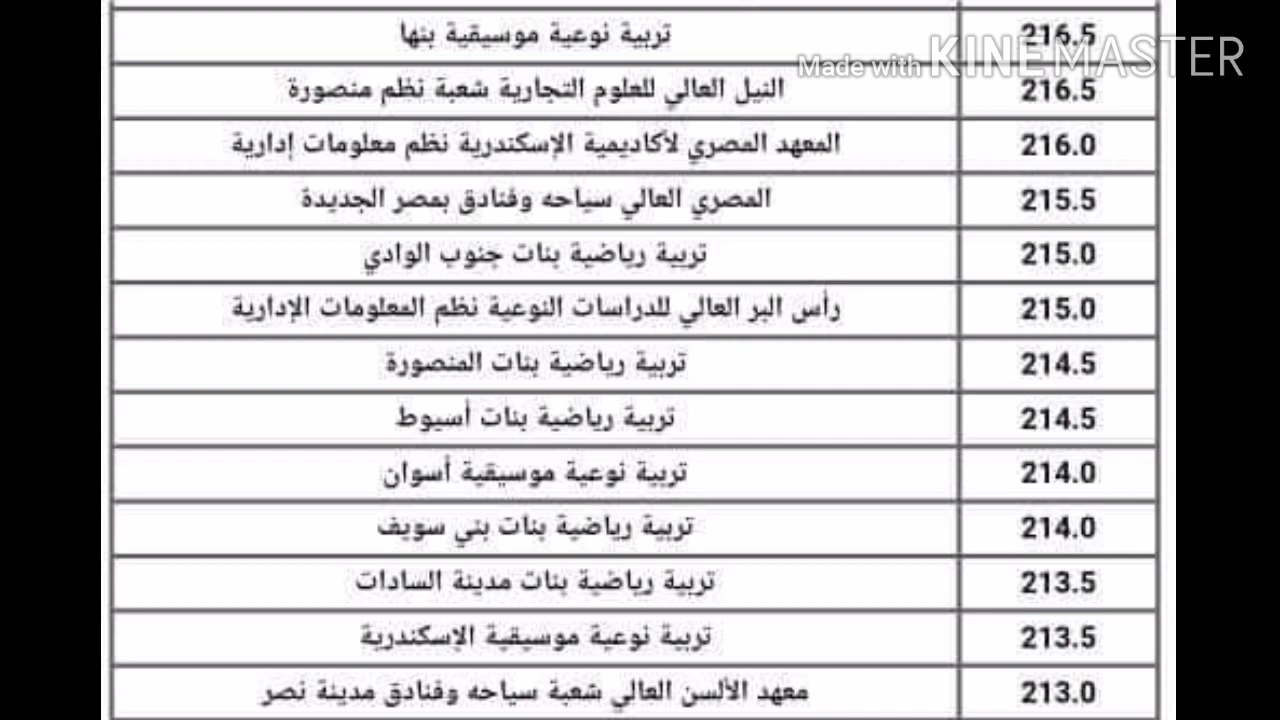 216.5 تربية نوعية موسيقية بنها
Made with KINEMASTER
216.5 النيل العالي للعلوم التجارية شعبة نظم منصورة
216.0 المعهد المصري لأكاديمية الإسكندرية نظم معلومات إدارية
215.5 المصري العالي سياحه وفنادق بمصر الجديدة
215.0 تربية رياضية بنات جنوب الوادي
215.0 رأس البر العالي للدراسات النوعية نظم المعلومات الإدارية
214.5 تربية رياضية بنات المنصورة
214.5 تربية رياضية بنات أسيوط
214.0 تربية نوعية موسيقية أسوان
214.0 تربية رياضية بنات بني سويف
213.5 تربية رياضية بنات مدينة السادات
213.5 تربية نوعية موسيقية الإسكندرية
213.0 معهد الألسن العالي شعبة سياحه وفنادق مدينة نصر